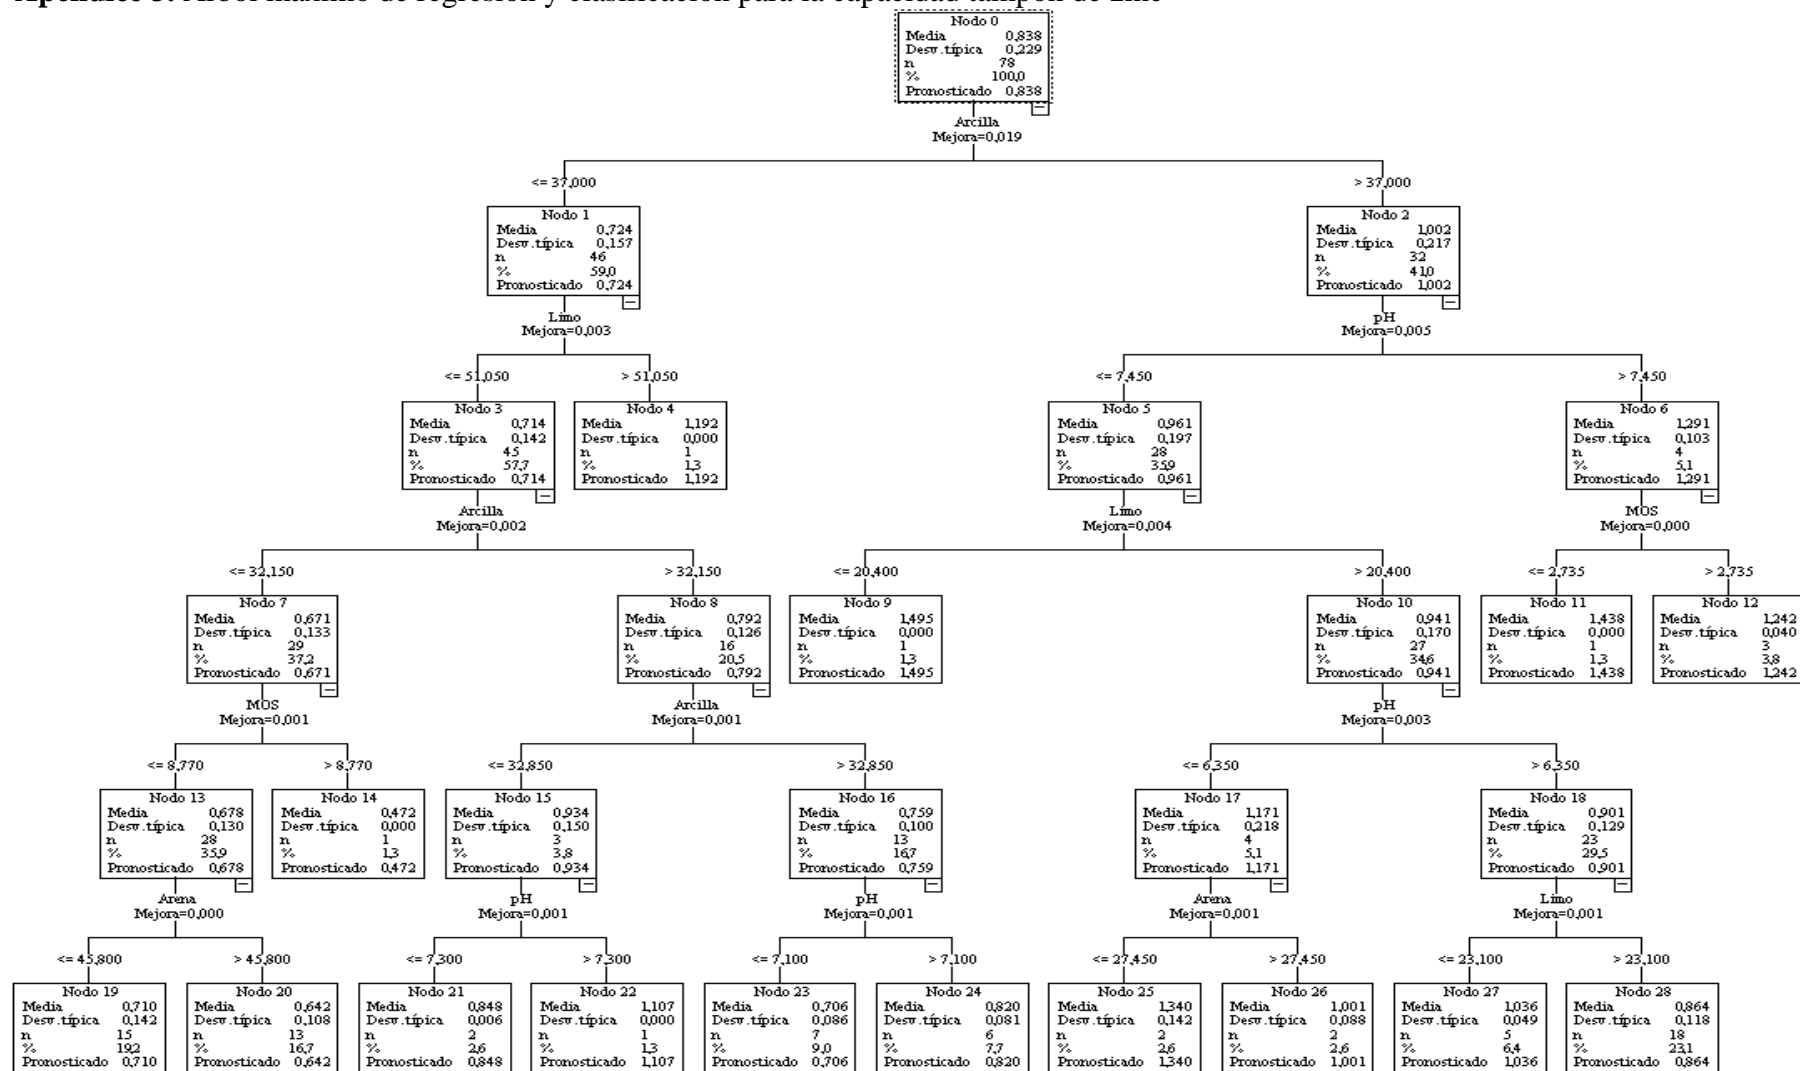 Apéndice 3. Árbol máximo de regresión y clasificación para la capacidad tampón de zinc
Nodo 0
Media 0,838
Desv.típica 0,229
n 78
% 100,0
Pronosticado 0,838
Arcilla
Mejora=0,019
<= 37,000
> 37,000
Nodo 1
Media 0,724
Desv.típica 0,157
n 46
% 59,0
Pronosticado 0,724
Nodo 2
Media 1,002
Desv.típica 0,217
n 32
% 41,0
Pronosticado 1,002
Limo
Mejora=0,003
pH
Mejora=0,005
<= 51,050
> 51,050
<= 7,450
> 7,450
Nodo 3
Media 0,714
Desv.típica 0,142
n 45
% 57,7
Pronosticado 0,714
Nodo 4
Media 1,192
Desv.típica 0,000
n 1
% 1,3
Pronosticado 1,192
Nodo 5
Media 0,961
Desv.típica 0,197
n 28
% 35,9
Pronosticado 0,961
Nodo 6
Media 1,291
Desv.típica 0,103
n 4
% 5,1
Pronosticado 1,291
Arcilla
Mejora=0,002
Limo
Mejora=0,004
MOS
Mejora=0,000
<= 32,150
> 32,150
<= 20,400
> 20,400
<= 2,735
> 2,735
Nodo 7
Media 0,671
Desv.típica 0,133
n 29
% 37,2
Pronosticado 0,671
Nodo 8
Media 0,792
Desv.típica 0,126
n 16
% 20,5
Pronosticado 0,792
Nodo 9
Media 1,495
Desv.típica 0,000
n 1
% 1,3
Pronosticado 1,495
Nodo 10
Media 0,941
Desv.típica 0,170
n 27
% 34,6
Pronosticado 0,941
Nodo 11
Media 1,438
Desv.típica 0,000
n 1
% 1,3
Pronosticado 1,438
Nodo 12
Media 1,242
Desv.típica 0,040
n 3
% 3,8
Pronosticado 1,242
MOS
Mejora=0,001
Arcilla
Mejora=0,001
pH
Mejora=0,003
<= 8,770
> 8,770
<= 32,850
> 32,850
<= 6,350
> 6,350
Nodo 13
Media 0,678
Desv.típica 0,130
n 28
% 35,9
Pronosticado 0,678
Nodo 14
Media 0,472
Desv.típica 0,000
n 1
% 1,3
Pronosticado 0,472
Nodo 15
Media 0,934
Desv.típica 0,150
n 3
% 3,8
Pronosticado 0,934
Nodo 16
Media 0,759
Desv.típica 0,100
n 13
% 16,7
Pronosticado 0,759
Nodo 17
Media 1,171
Desv.típica 0,218
n 4
% 5,1
Pronosticado 1,171
Nodo 18
Media 0,901
Desv.típica 0,129
n 23
% 29,5
Pronosticado 0,901
Arena
Mejora=0,000
pH
Mejora=0,001
pH
Mejora=0,001
Arena
Mejora=0,001
Limo
Mejora=0,001
<= 45,800
> 45,800
<= 7,300
> 7,300
<= 7,100
> 7,100
<= 27,450
> 27,450
<= 23,100
> 23,100
Nodo 19
Media 0,710
Desv.típica 0,142
n 15
% 19,2
Pronosticado 0,710
Nodo 20
Media 0,642
Desv.típica 0,108
n 13
% 16,7
Pronosticado 0,642
Nodo 21
Media 0,848
Desv.típica 0,006
n 2
% 2,6
Pronosticado 0,848
Nodo 22
Media 1,107
Desv.típica 0,000
n 1
% 1,3
Pronosticado 1,107
Nodo 23
Media 0,706
Desv.típica 0,086
n 7
% 9,0
Pronosticado 0,706
Nodo 24
Media 0,820
Desv.típica 0,081
n 6
% 7,7
Pronosticado 0,820
Nodo 25
Media 1,340
Desv.típica 0,142
n 2
% 2,6
Pronosticado 1,340
Nodo 26
Media 1,001
Desv.típica 0,088
n 2
% 2,6
Pronosticado 1,001
Nodo 27
Media 1,036
Desv.típica 0,049
n 5
% 6,4
Pronosticado 1,036
Nodo 28
Media 0,864
Desv.típica 0,118
n 18
% 23,1
Pronosticado 0,864